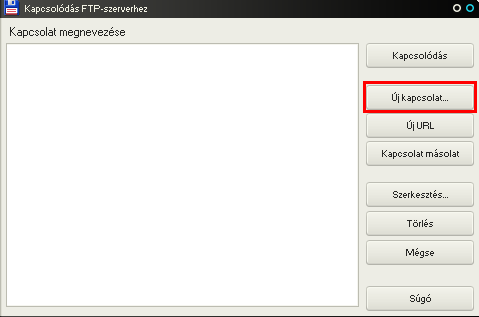 Kapcsolódás FTP-szerverhez
Kapcsolat megnevezése
Kapcsolódás
Új kapcsolat...
Új URL
Kapcsolat másolat
Szerkesztés...
Törlés
Mégse
Súgó